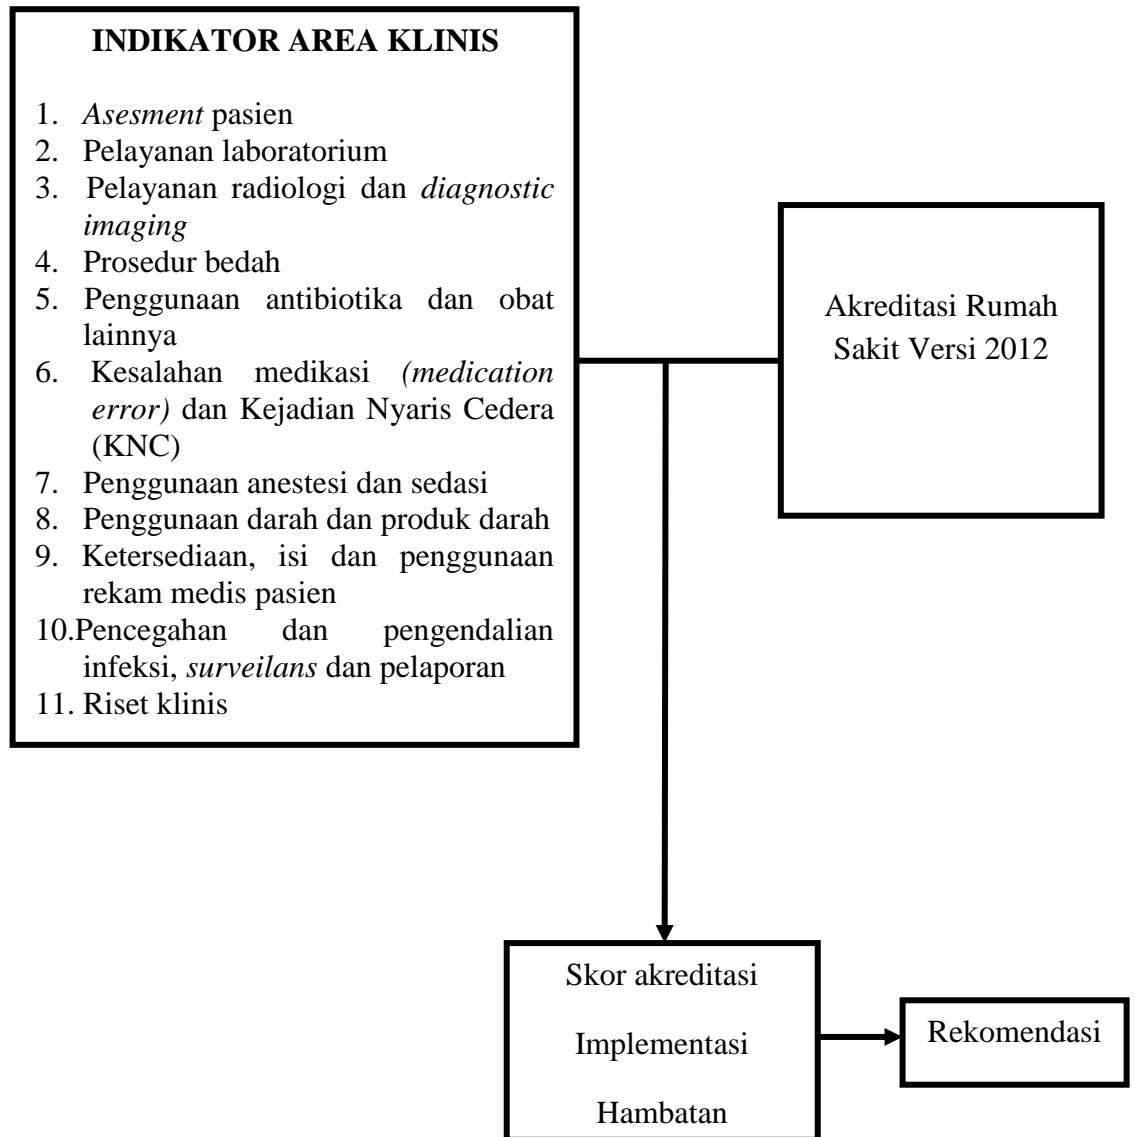 INDIKATOR AREA KLINIS
1. Asesment pasien
2. Pelayanan laboratorium
3. Pelayanan radiologi dan diagnostic
imaging
4. Prosedur bedah
5. Penggunaan antibiotika dan obat
lainnya
6. Kesalahan medikasi (medication
error) dan Kejadian Nyaris Cedera
(KNC)
7. Penggunaan anestesi dan sedasi
8. Penggunaan darah dan produk darah
9. Ketersediaan, isi dan penggunaan
rekam medis pasien
10.Pencegahan dan pengendalian
infeksi, surveilans dan pelaporan
11. Riset klinis
Akreditasi Rumah
Sakit Versi 2012
Skor akreditasi
Implementasi
Hambatan
Rekomendasi